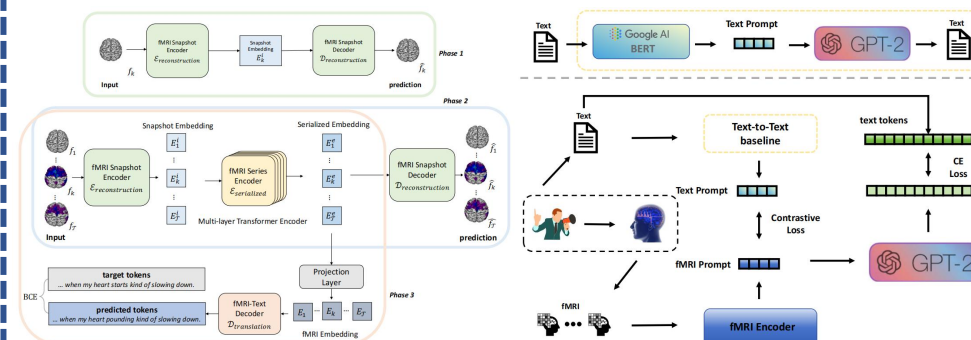 fMRI Snapshot
Encoder
ℰreconstruction
Snapshot
Embedding
E_k^i
fMRI Snapshot
Decoder
𝒟reconstruction
Phase 1
f_k
f̂_k
Input
prediction
Phase 2
Snapshot Embedding
Serialized Embedding
f_1
⋮
f_k
⋮
f_T
Input
fMRI Snapshot
Encoder
ℰreconstruction
E_1^i
⋮
E_k^i
⋮
E_T^i
fMRI Series
Encoder
ℰserialized
Multi-layer Transformer Encoder
⋮
⋮
fMRI Snapshot
Decoder
𝒟reconstruction
f̂_1
⋮
f̂_k
⋮
f̂_T
prediction
Projection
Layer
Phase 3
BCE
target tokens
... when my heart starts kind of slowing down.
predicted tokens
... when my heart pounding kind of slowing down.
fMRI-Text
Decoder
𝒟translation
E_1 ... E_k ... E_T
fMRI Embedding
Text
Google AI
BERT
Text Prompt
GPT-2
Text
Text
Text-to-Text
baseline
text tokens
CE
Loss
Text Prompt
Contrastive
Loss
fMRI Prompt
GPT-2
fMRI
fMRI Encoder